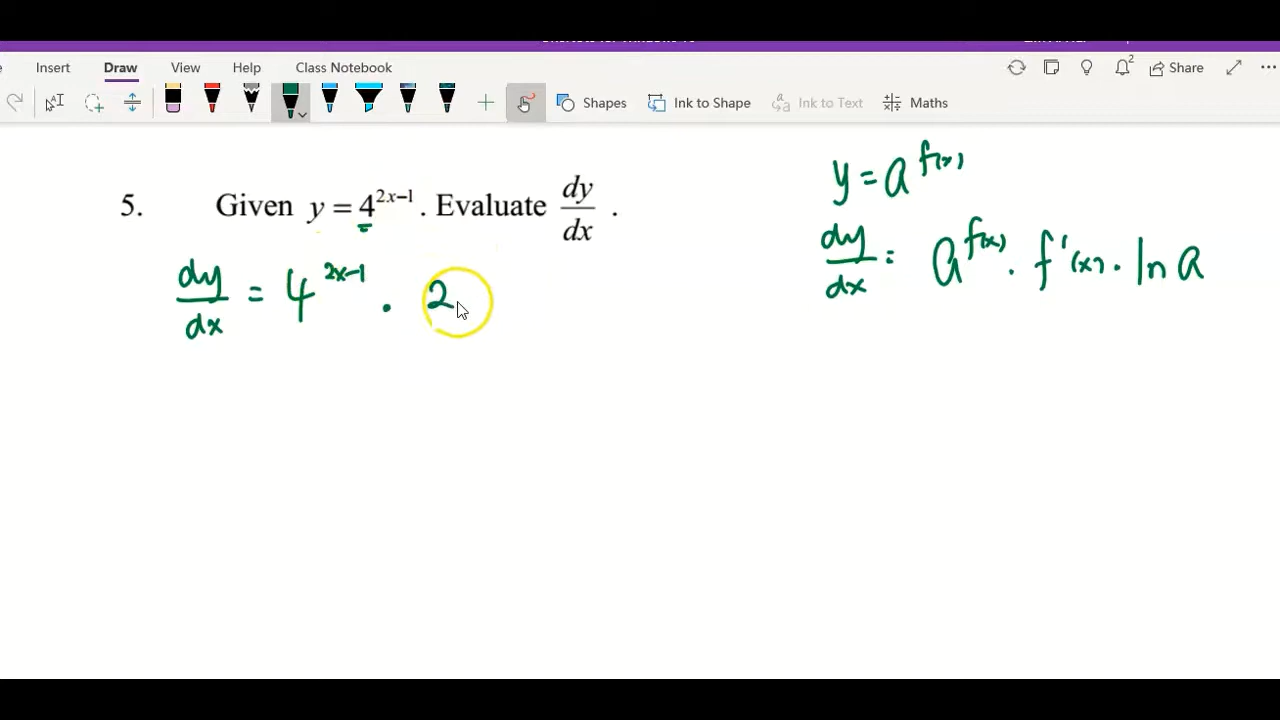 Insert Draw View Help Class Notebook Share
Shapes Ink to Shape Ink to Text Maths
5. Given y = 4^{2x−1}. Evaluate dy/dx.
dy/dx = 4^{2x-1} · 2
y = a^{f(x)}
dy/dx = a^{f(x)} · f'(x) · ln a